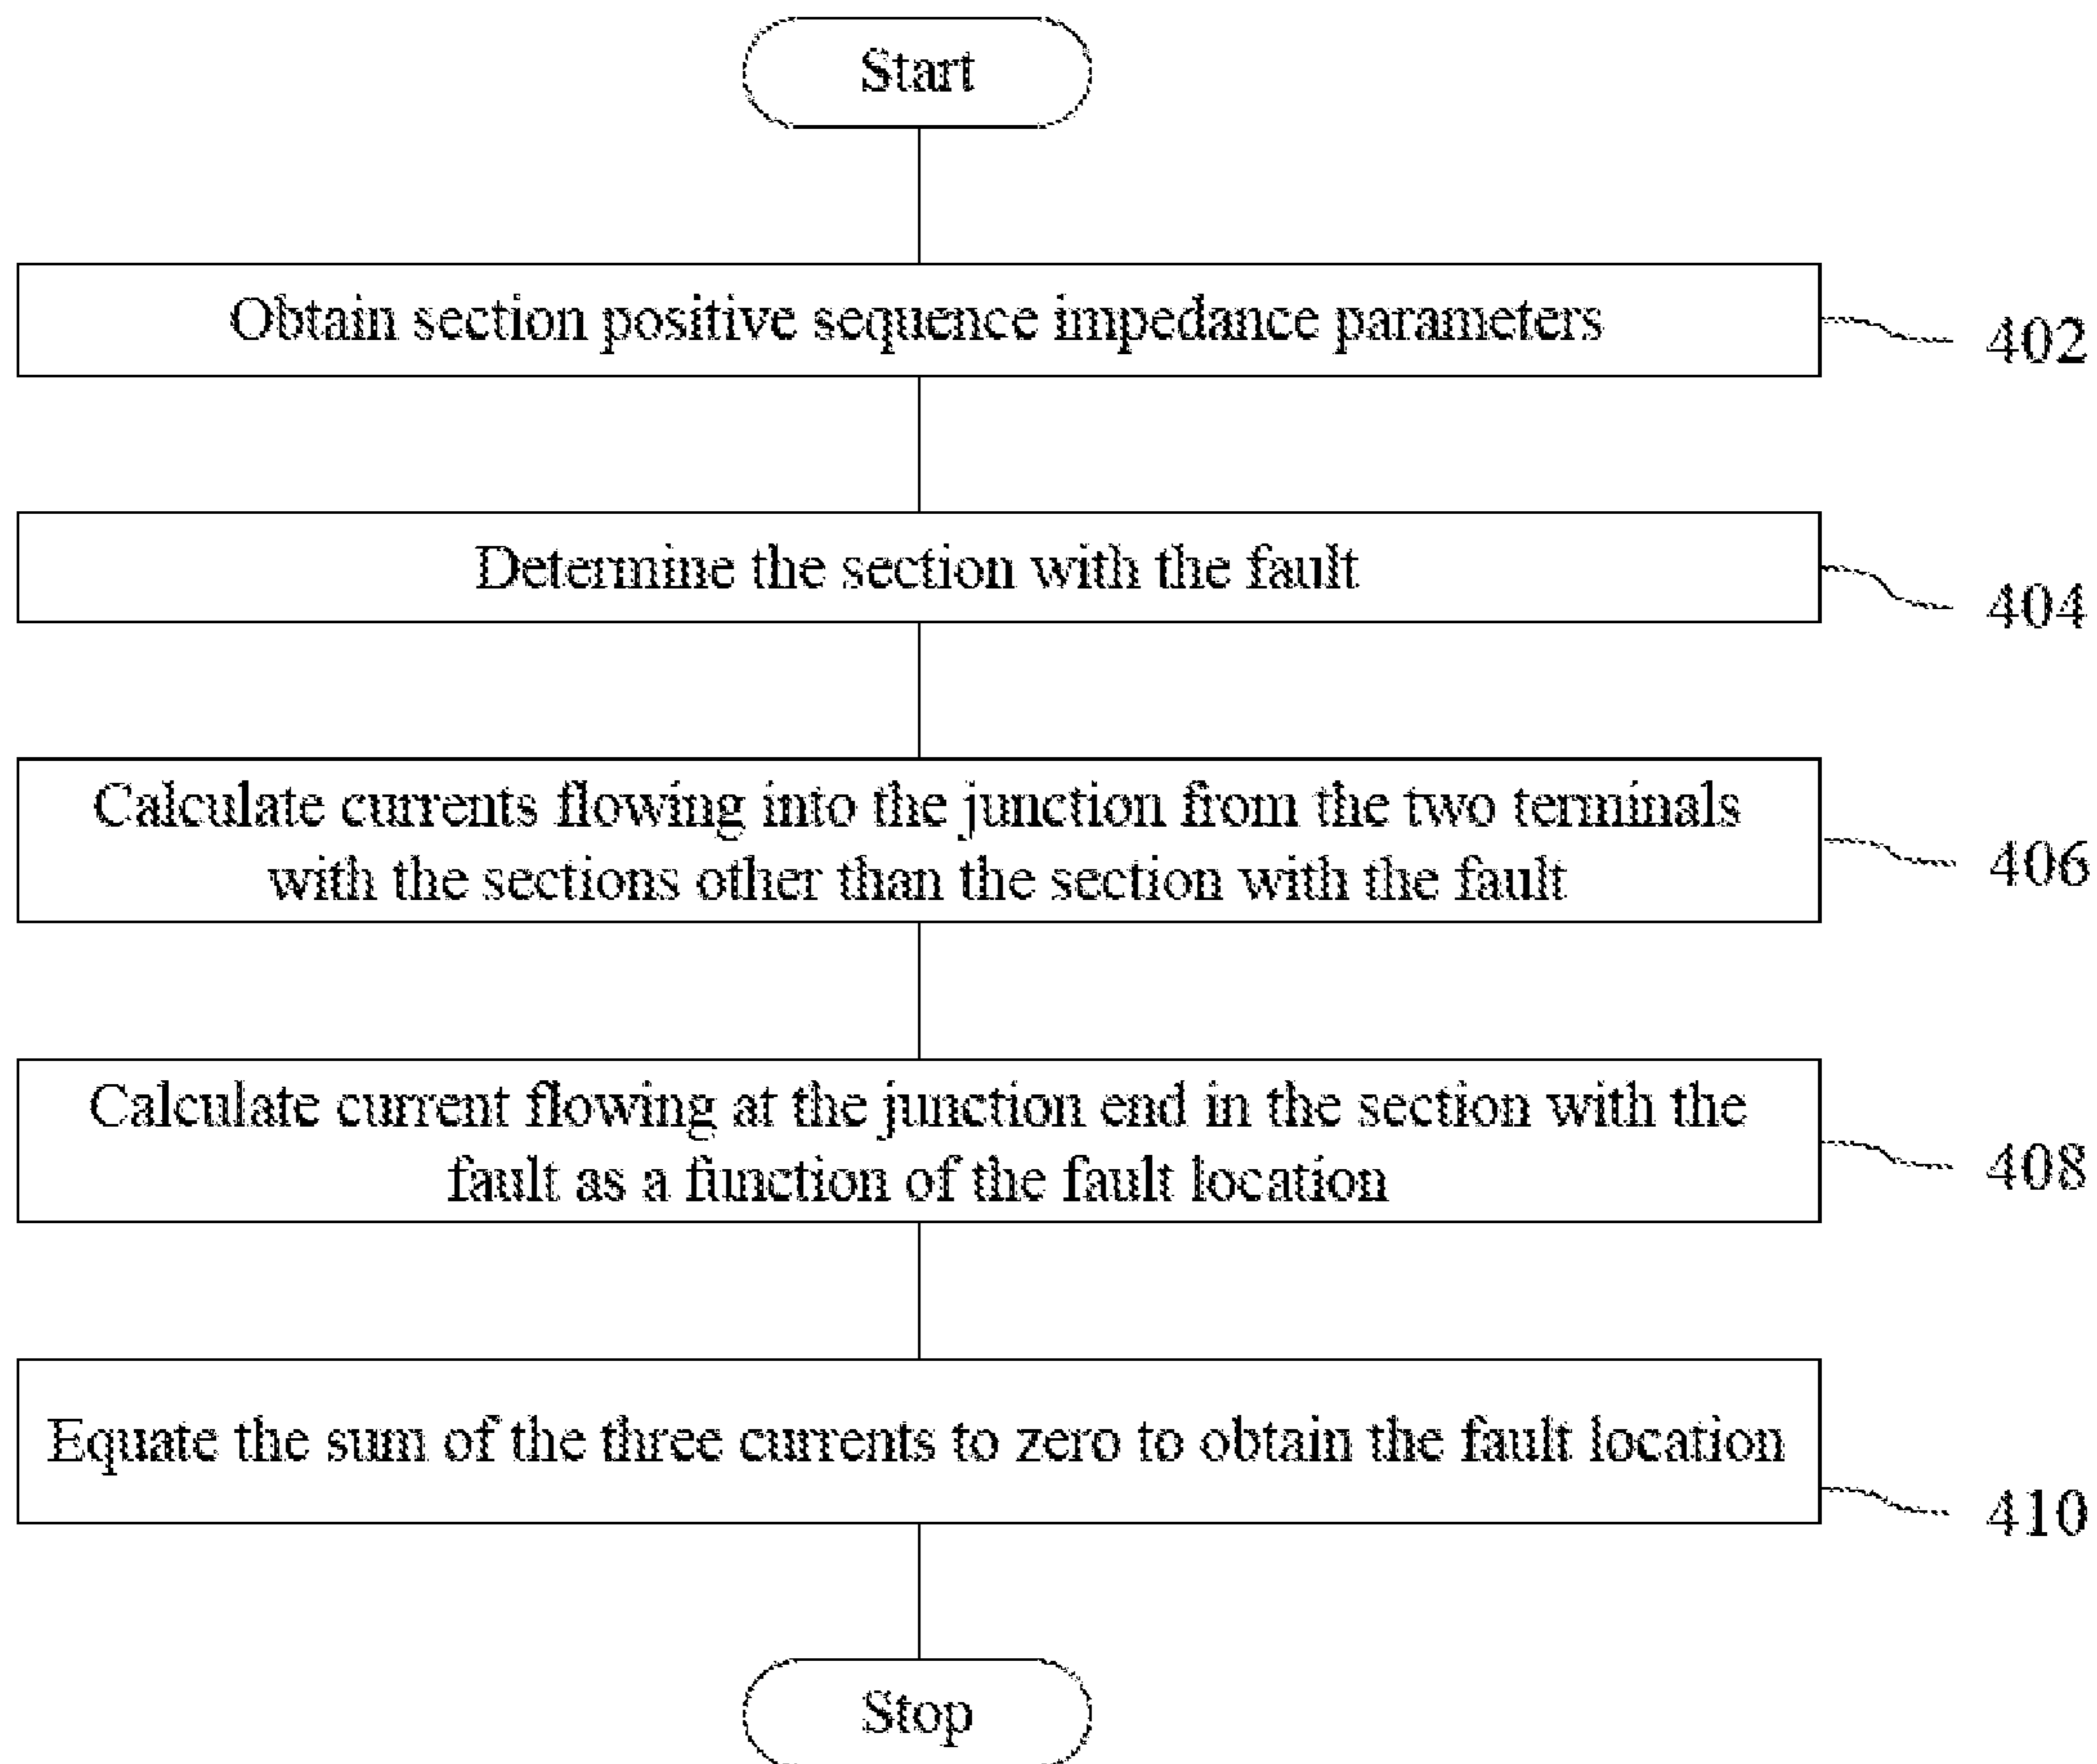 Start
Obtain section positive sequence impedance parameters
402
Determine the section with the fault
404
Calculate currents flowing into the junction from the two terminals
with the sections other than the section with the fault
406
Calculate current flowing at the junction end in the section with the
fault as a function of the fault location
408
Equate the sum of the three currents to zero to obtain the fault location
410
Stop